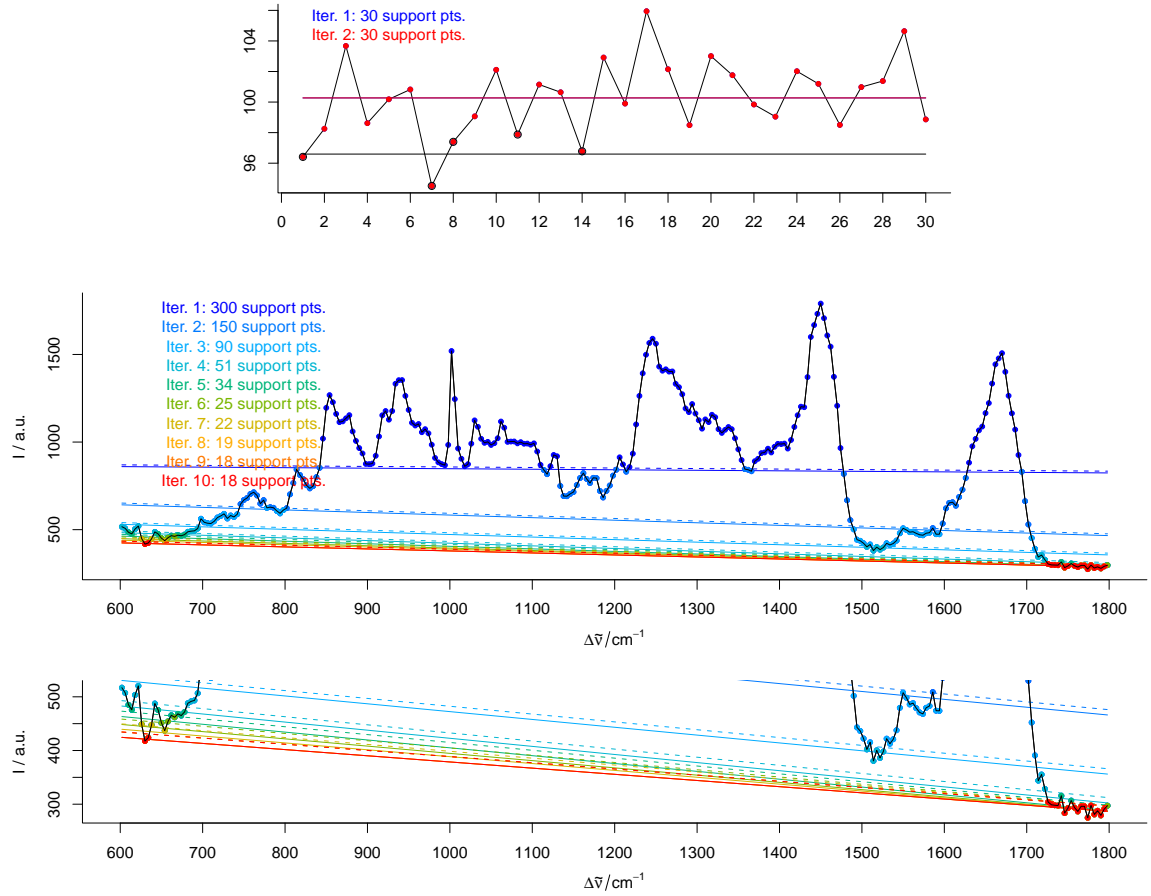 Iter. 1: 30 support pts.
Iter. 2: 30 support pts.
104
100
96
0 2 4 6 8 10 12 14 16 18 20 22 24 26 28 30
Iter. 1: 300 support pts.
Iter. 2: 150 support pts.
Iter. 3: 90 support pts.
Iter. 4: 51 support pts.
Iter. 5: 34 support pts.
Iter. 6: 25 support pts.
Iter. 7: 22 support pts.
Iter. 8: 19 support pts.
Iter. 9: 18 support pts.
Iter. 10: 18 support pts.
I / a.u.
1500
1000
500
600 700 800 900 1000 1100 1200 1300 1400 1500 1600 1700 1800
Δν̃/cm⁻¹
I / a.u.
500
400
300
600 700 800 900 1000 1100 1200 1300 1400 1500 1600 1700 1800
Δν̃/cm⁻¹